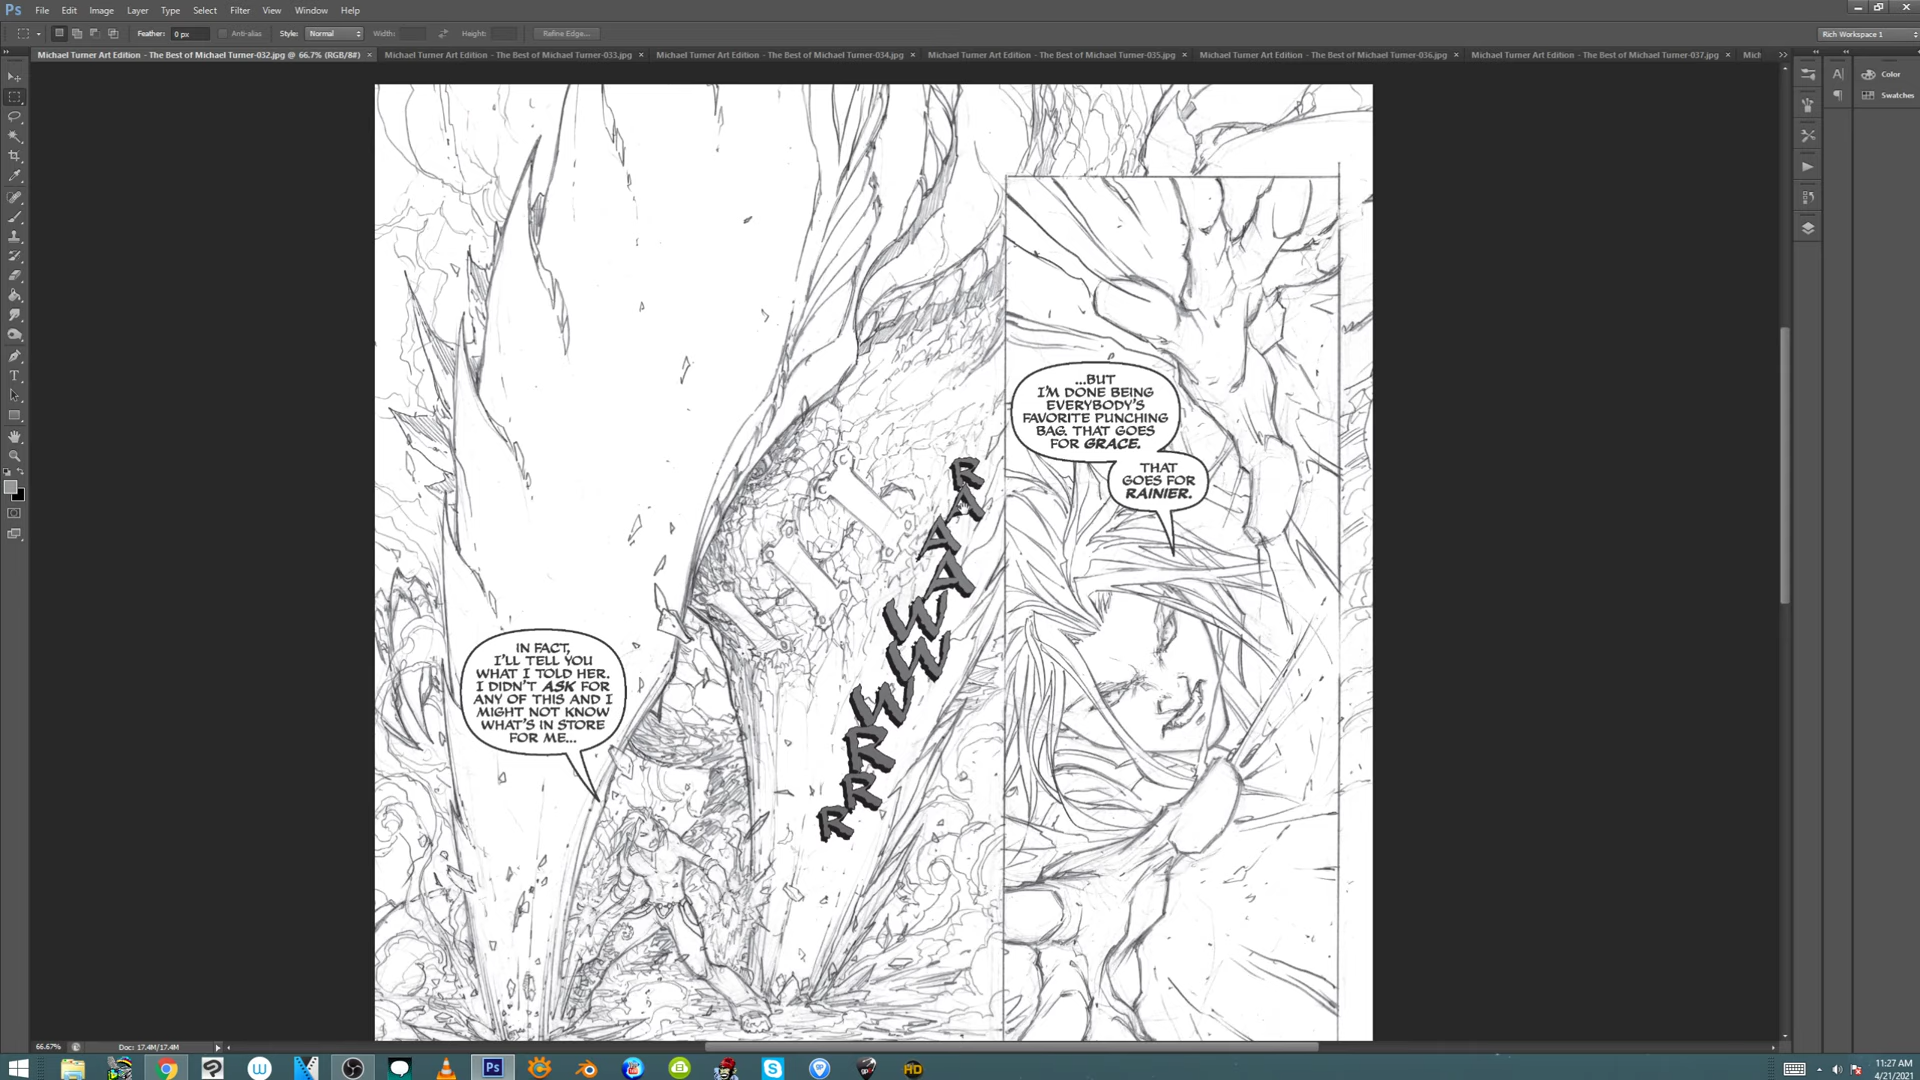 Ps File Edit Image Layer Type Select Filter View Window Help
Feather: 0 px Anti-alias Style: Normal Width: Height: Refine Edge... Rich Workspace 1
Michael Turner Art Edition - The Best of Michael Turner-032.jpg @ 66.7% (RGB/8#) × Michael Turner Art Edition - The Best of Michael Turner-033.jpg × Michael Turner Art Edition - The Best of Michael Turner-034.jpg × Michael Turner Art Edition - The Best of Michael Turner-035.jpg × Michael Turner Art Edition - The Best of Michael Turner-036.jpg × Michael Turner Art Edition - The Best of Michael Turner-037.jpg × Mich
Color
Swatches
...BUT
I'M DONE BEING
EVERYBODY'S
FAVORITE PUNCHING
BAG. THAT GOES
FOR GRACE.
THAT
GOES FOR
RAINIER.
RAAAWWWRRR
IN FACT,
I'LL TELL YOU
WHAT I TOLD HER.
I DIDN'T ASK FOR
ANY OF THIS AND I
MIGHT NOT KNOW
WHAT'S IN STORE
FOR ME...
66.67% Doc: 17.4M/17.4M
11:27 AM
4/21/2021